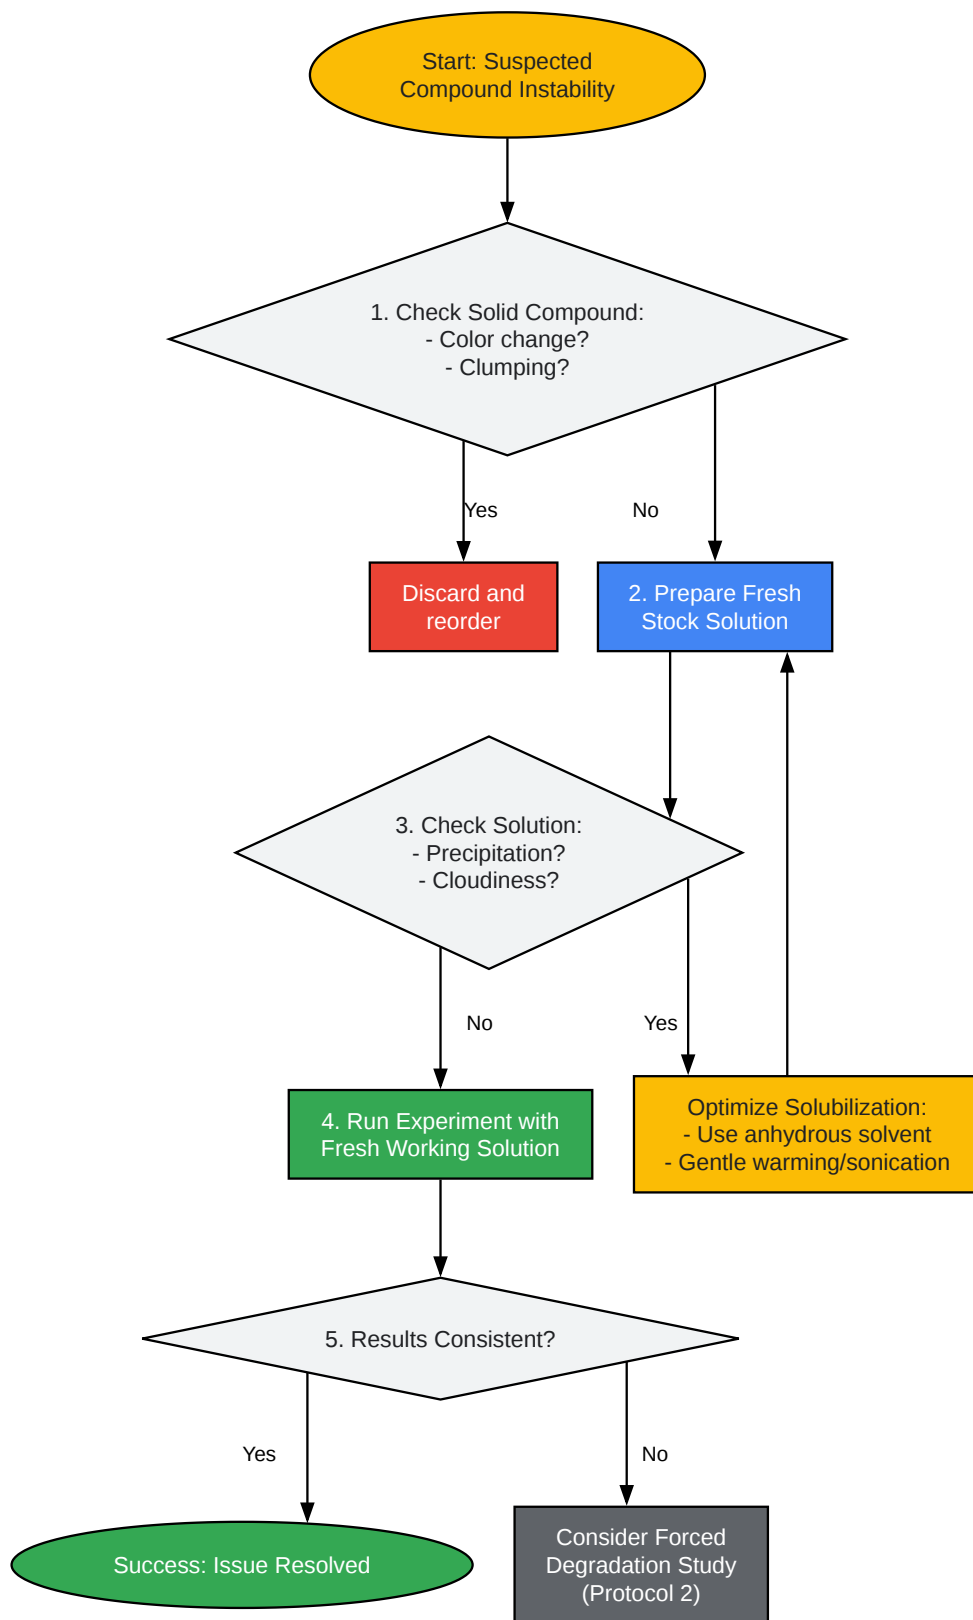 Start: Suspected
Compound Instability
1. Check Solid Compound:
- Color change?
- Clumping?
Yes
No
Discard and
reorder
2. Prepare Fresh
Stock Solution
3. Check Solution:
- Precipitation?
- Cloudiness?
No
Yes
4. Run Experiment with
Fresh Working Solution
Optimize Solubilization:
- Use anhydrous solvent
- Gentle warming/sonication
5. Results Consistent?
Yes
No
Success: Issue Resolved
Consider Forced
Degradation Study
(Protocol 2)